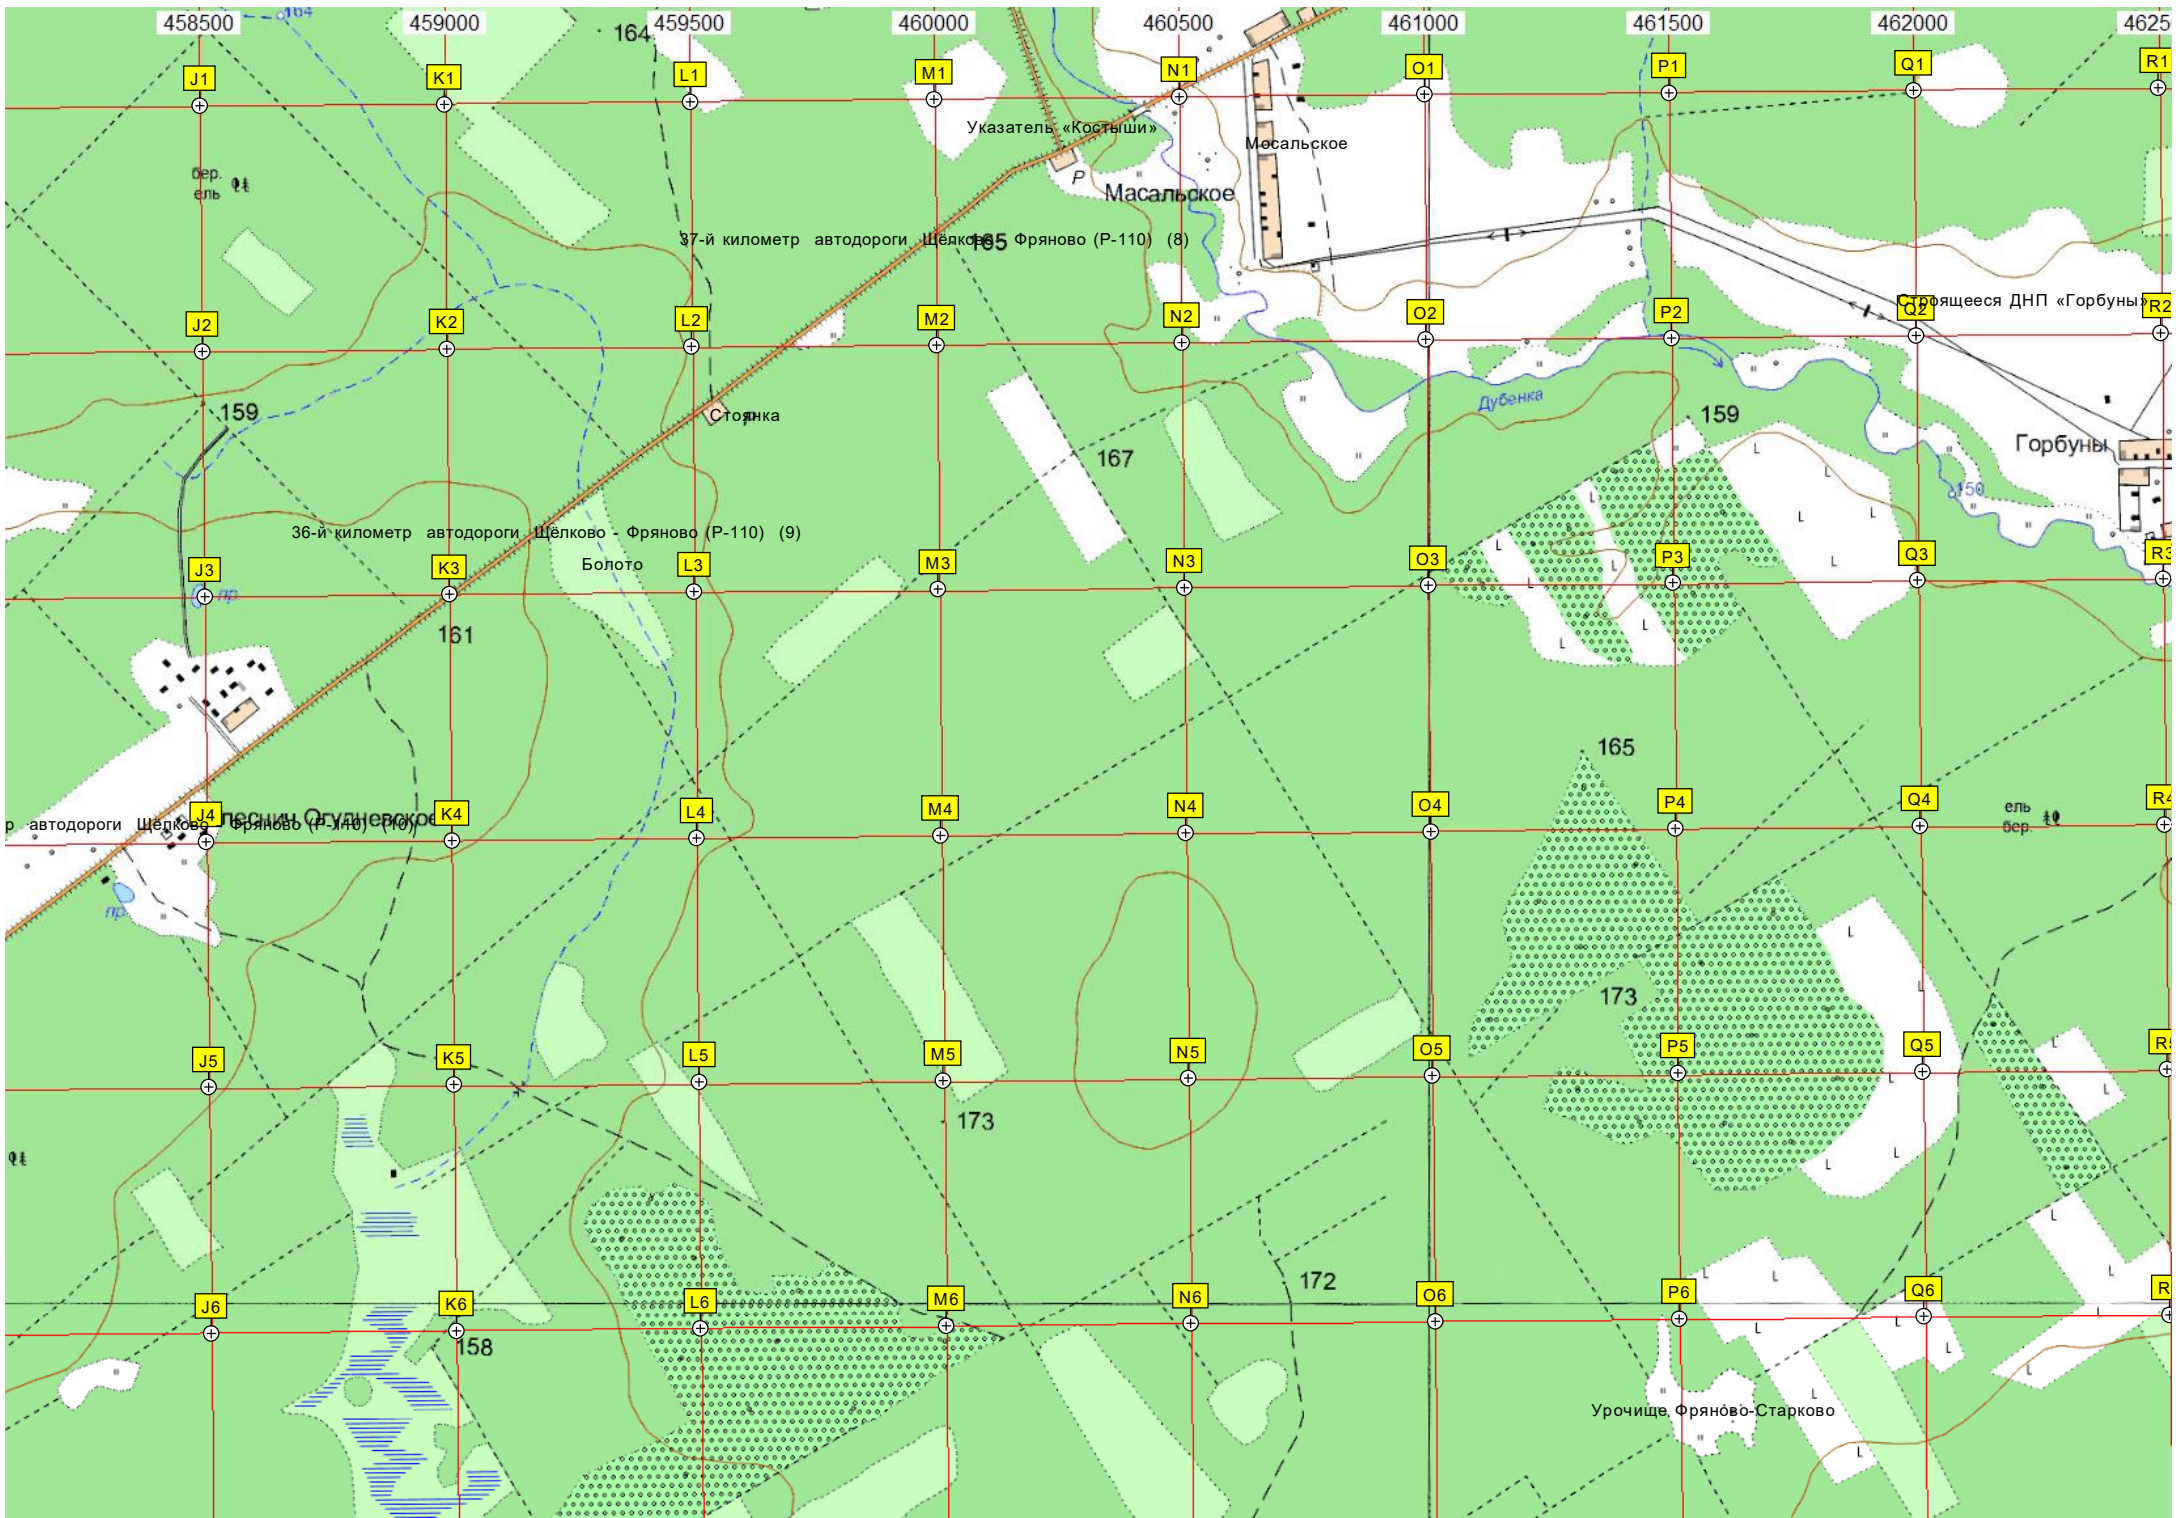 458500 459000 459500 460000 460500 461000 461500 462000 4625
164 164
J1 K1 L1 M1 N1 O1 P1 Q1 R1
Указатель «Костыши»
Мосальское
бер.
ель
P
Масальское
37-й километр автодороги Щёлково - Фряново (Р-110) (8)
165
Строящееся ДНП «Горбуны»
J2 K2 L2 M2 N2 O2 P2 Q2 R2
Дубенка
159 Стоянка 159
Горбуны
167
150
36-й километр автодороги Щёлково - Фряново (Р-110) (9)
Болото
J3 K3 L3 M3 N3 O3 P3 Q3 R3
пр.
161
165
J4 K4 L4 M4 N4 O4 P4 Q4 R4
леснич Огудневское
р автодороги Щёлково - Фряново (Р-110) (10)
ель
бер.
пр.
173
J5 K5 L5 M5 N5 O5 P5 Q5 R5
173
172
J6 K6 L6 M6 N6 O6 P6 Q6 R
158
Урочище Фряново-Старково